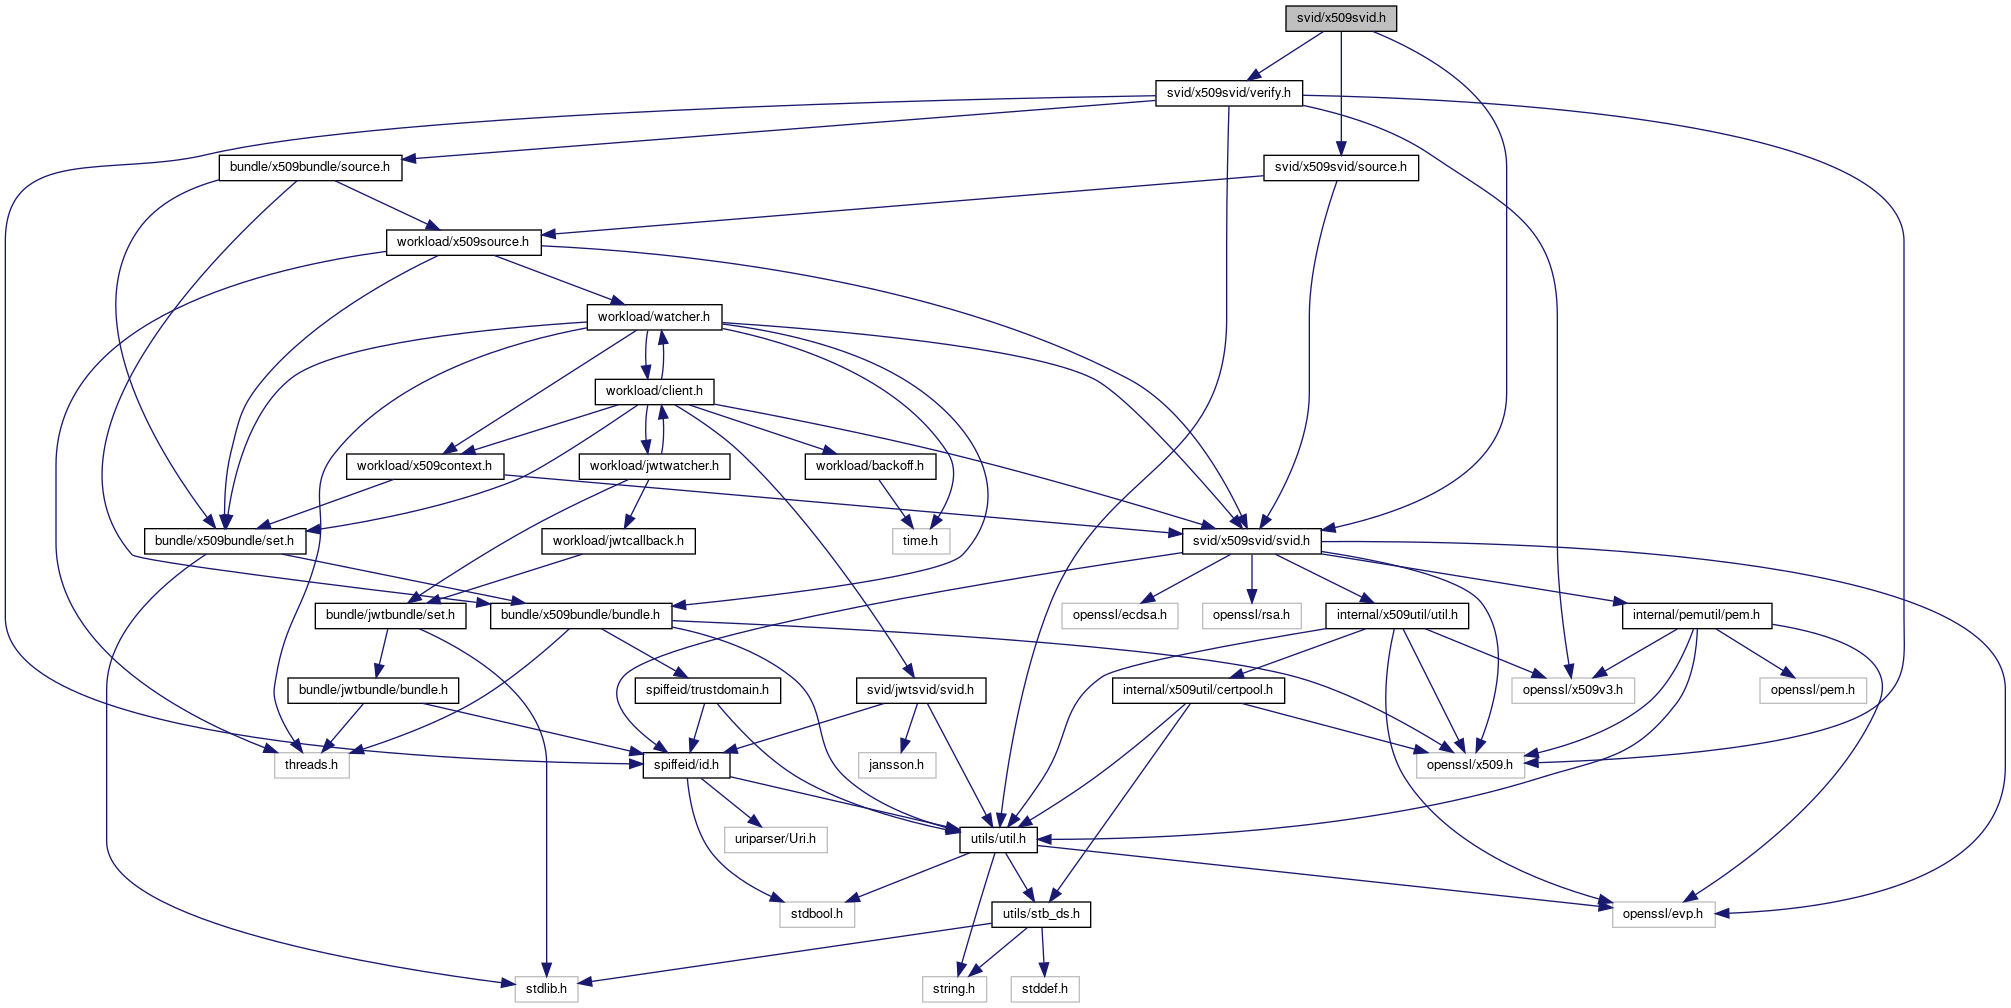 svid/x509svid.h
svid/x509svid/verify.h
bundle/x509bundle/source.h
svid/x509svid/source.h
workload/x509source.h
workload/watcher.h
workload/client.h
workload/x509context.h
workload/jwtwatcher.h
workload/backoff.h
bundle/x509bundle/set.h
workload/jwtcallback.h
time.h
svid/x509svid/svid.h
bundle/jwtbundle/set.h
bundle/x509bundle/bundle.h
openssl/ecdsa.h
openssl/rsa.h
internal/x509util/util.h
internal/pemutil/pem.h
bundle/jwtbundle/bundle.h
spiffeid/trustdomain.h
svid/jwtsvid/svid.h
internal/x509util/certpool.h
openssl/x509v3.h
openssl/pem.h
threads.h
spiffeid/id.h
jansson.h
openssl/x509.h
uriparser/Uri.h
utils/util.h
stdbool.h
utils/stb_ds.h
openssl/evp.h
stdlib.h
string.h
stddef.h